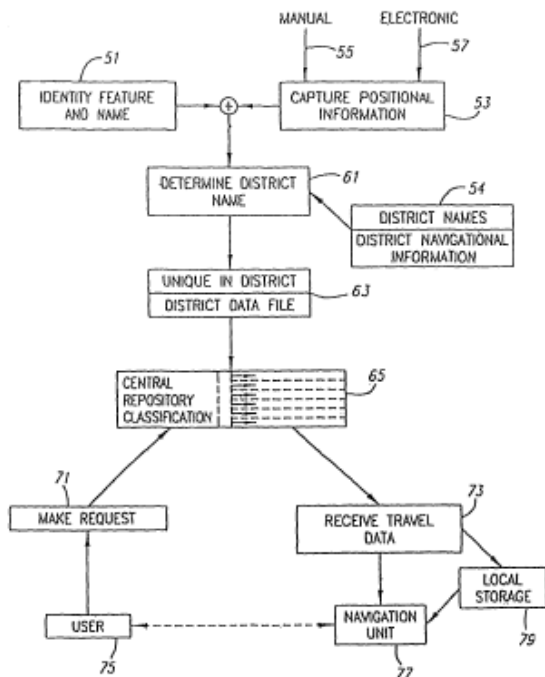 MANUAL
ELECTRONIC
51
55
57
IDENTITY FEATURE
AND NAME
+
CAPTURE POSITIONAL
INFORMATION
53
DETERMINE DISTRICT
NAME
61
54
DISTRICT NAMES
DISTRICT NAVIGATIONAL
INFORMATION
UNIQUE IN DISTRICT
DISTRICT DATA FILE
63
CENTRAL
REPOSITORY
CLASSIFICATION
65
71
MAKE REQUEST
73
RECEIVE TRAVEL
DATA
LOCAL
STORAGE
79
USER
75
NAVIGATION
UNIT
77